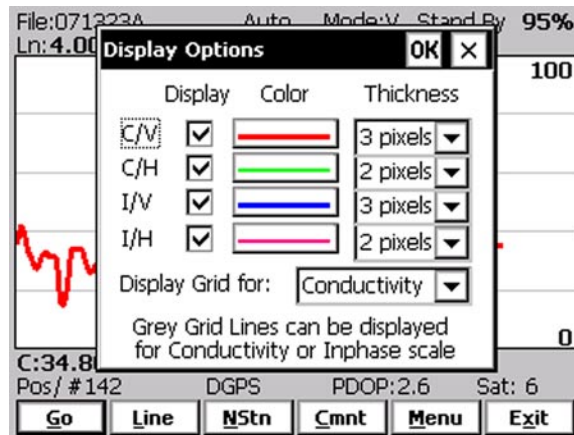 File:071323A Auto Mode:V Stand By 95%
Ln:4.00
Display Options OK ×
100
Display Color Thickness
C/V 3 pixels
C/H 2 pixels
I/V 3 pixels
I/H 2 pixels
Display Grid for: Conductivity
Grey Grid Lines can be displayed
for Conductivity or Inphase scale
0
C:34.8
Pos/ #142 DGPS PDOP:2.6 Sat: 6
Go Line NStn Cmnt Menu Exit